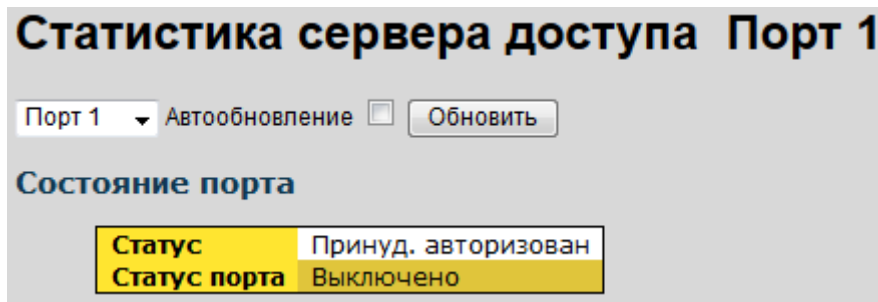 Статистика сервера доступа Порт 1
Порт 1 Автообновление Обновить
Состояние порта
Статус Принуд. авторизован
Статус порта Выключено